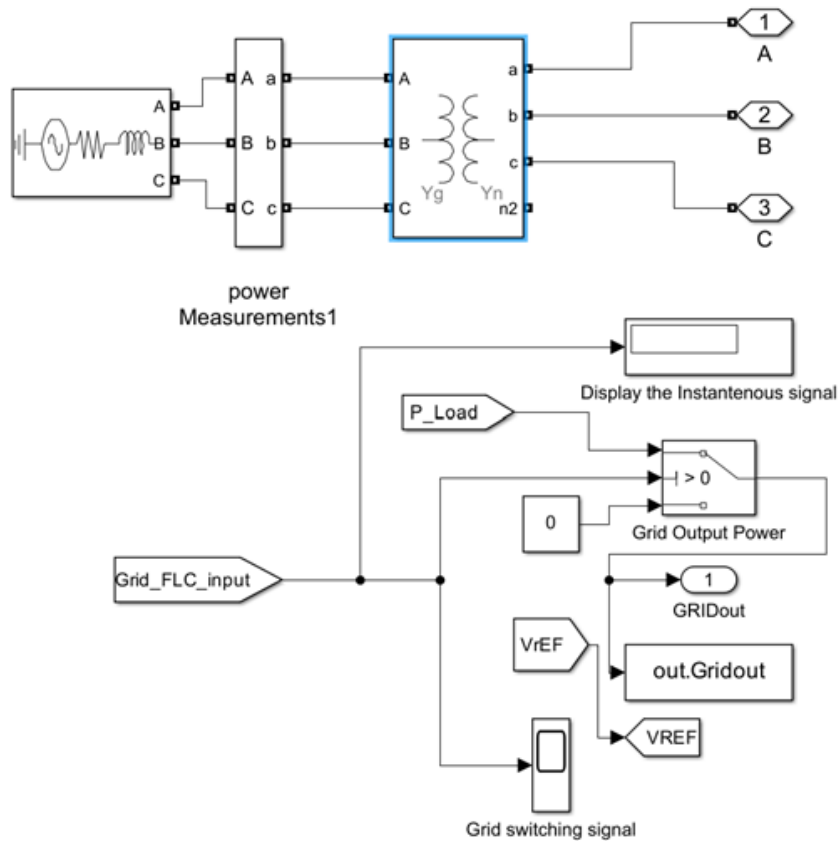 1
A
A
A a
A
a
b
2
B
B
B b
B
c
C
C c
C
Yg Yn
n2
3
C
power
Measurements1
Display the Instantenous signal
P_Load
> 0
0
Grid Output Power
Grid_FLC_input
1
GRIDout
VrEF
out.Gridout
VREF
Grid switching signal